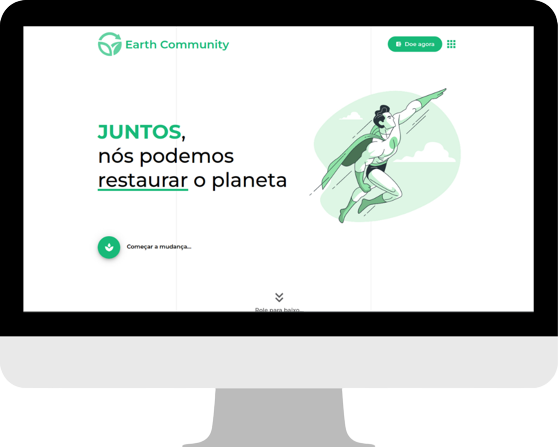 Earth Community
Doe agora
JUNTOS,
nós podemos
restaurar o planeta
Começar a mudança...
Role para baixo...